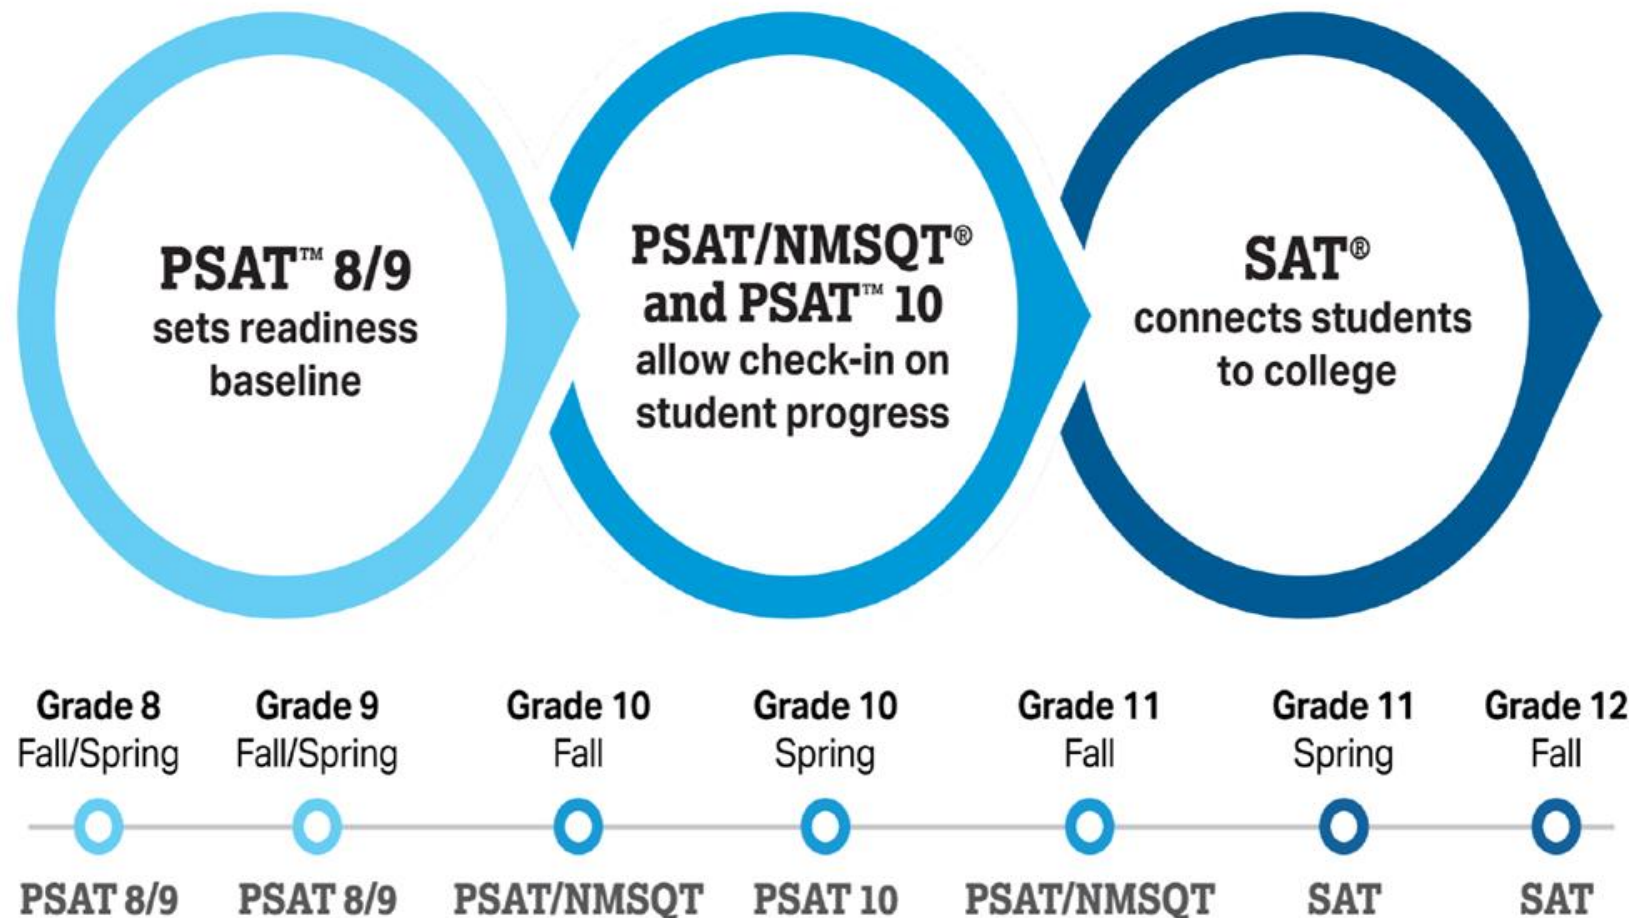 PSAT™ 8/9
sets readiness
baseline
PSAT/NMSQT®
and PSAT™ 10
allow check-in on
student progress
SAT®
connects students
to college
Grade 8
Fall/Spring
PSAT 8/9
Grade 9
Fall/Spring
PSAT 8/9
Grade 10
Fall
PSAT/NMSQT
Grade 10
Spring
PSAT 10
Grade 11
Fall
PSAT/NMSQT
Grade 11
Spring
SAT
Grade 12
Fall
SAT